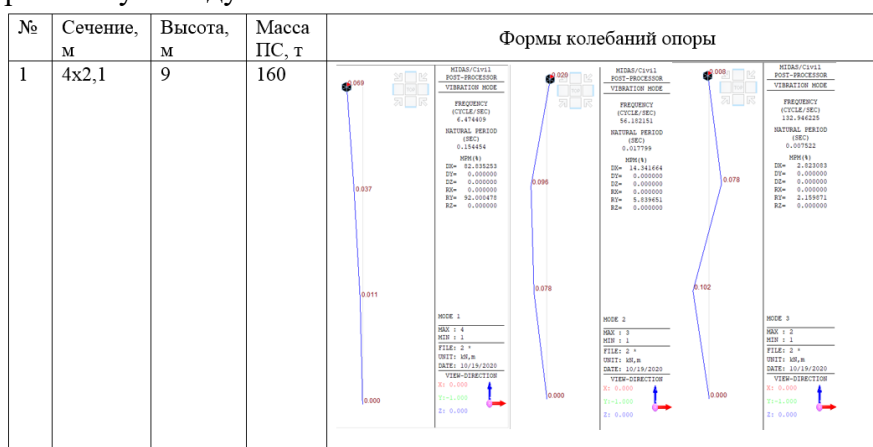 №
Сечение,
м
Высота,
м
Масса
ПС, т
Формы колебаний опоры
1
4х2,1
9
160
0.069
0.037
0.011
0.000
MIDAS/Civil
POST-PROCESSOR
VIBRATION MODE
FREQUENCY
(CYCLE/SEC)
6.474409
NATURAL PERIOD
(SEC)
0.154454
MPM(%)
DX= 82.835253
DY= 0.000000
DZ= 0.000000
RX= 0.000000
RY= 92.000478
RZ= 0.000000
MODE 1
MAX : 4
MIN : 1
FILE: 2 *
UNIT: kN,m
DATE: 10/19/2020
VIEW-DIRECTION
X: 0.000
Y:-1.000
Z: 0.000
0.020
0.096
0.078
0.000
MIDAS/Civil
POST-PROCESSOR
VIBRATION MODE
FREQUENCY
(CYCLE/SEC)
56.182151
NATURAL PERIOD
(SEC)
0.017799
MPM(%)
DX= 14.341664
DY= 0.000000
DZ= 0.000000
RX= 0.000000
RY= 5.839651
RZ= 0.000000
MODE 2
MAX : 3
MIN : 1
FILE: 2 *
UNIT: kN,m
DATE: 10/19/2020
VIEW-DIRECTION
X: 0.000
Y:-1.000
Z: 0.000
0.008
0.078
0.102
0.000
MIDAS/Civil
POST-PROCESSOR
VIBRATION MODE
FREQUENCY
(CYCLE/SEC)
132.946225
NATURAL PERIOD
(SEC)
0.007522
MPM(%)
DX= 2.823083
DY= 0.000000
DZ= 0.000000
RX= 0.000000
RY= 2.159871
RZ= 0.000000
MODE 3
MAX : 2
MIN : 1
FILE: 2 *
UNIT: kN,m
DATE: 10/19/2020
VIEW-DIRECTION
X: 0.000
Y:-1.000
Z: 0.000